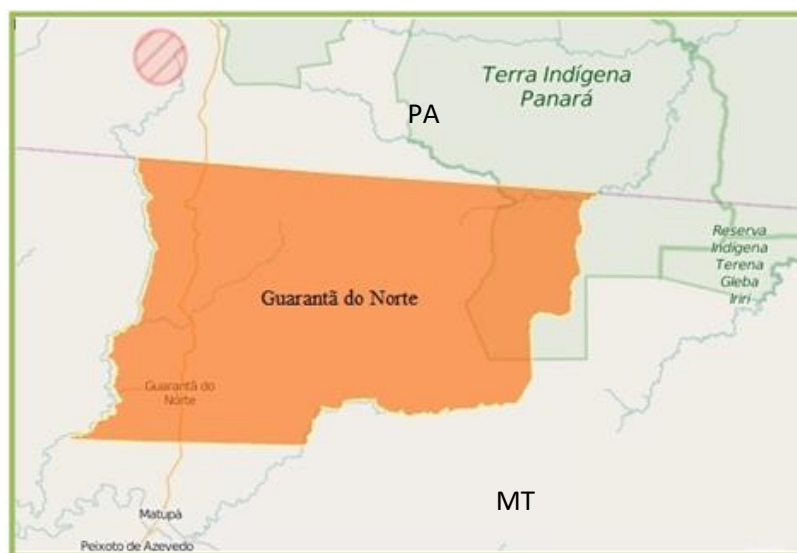 Terra Indígena
Panará
PA
Reserva
Indígena
Terena
Gleba
Iriri
Guarantã do Norte
Guarantã do
Norte
MT
Matupá
Peixoto de Azevedo